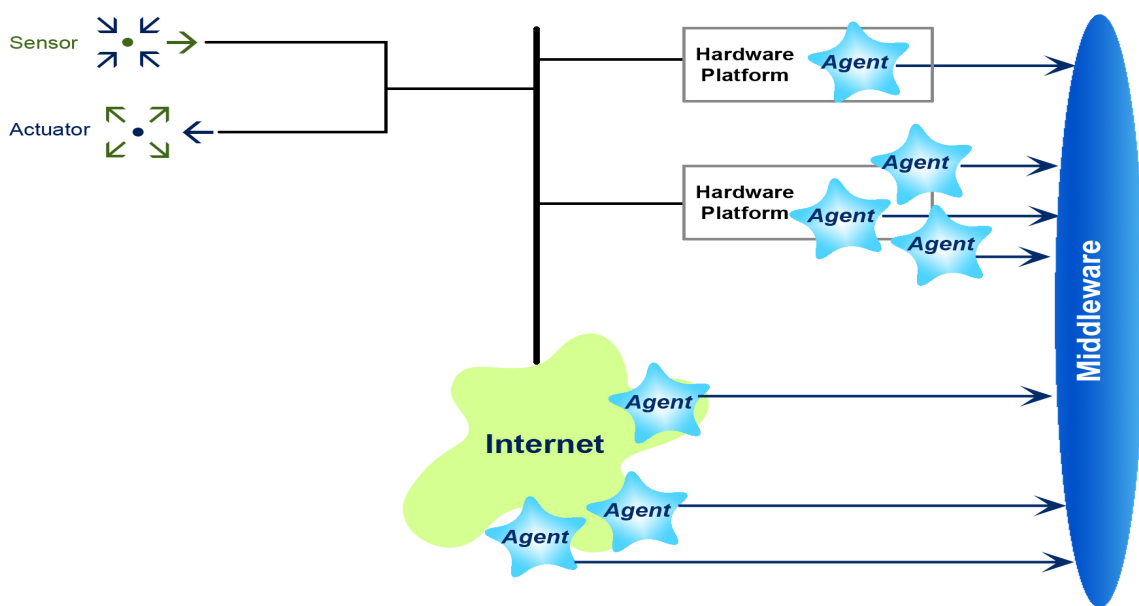 Sensor
Hardware
Platform
Agent
Actuator
Agent
Hardware
Platform
Agent
Agent
Middleware
Agent
Internet
Agent
Agent